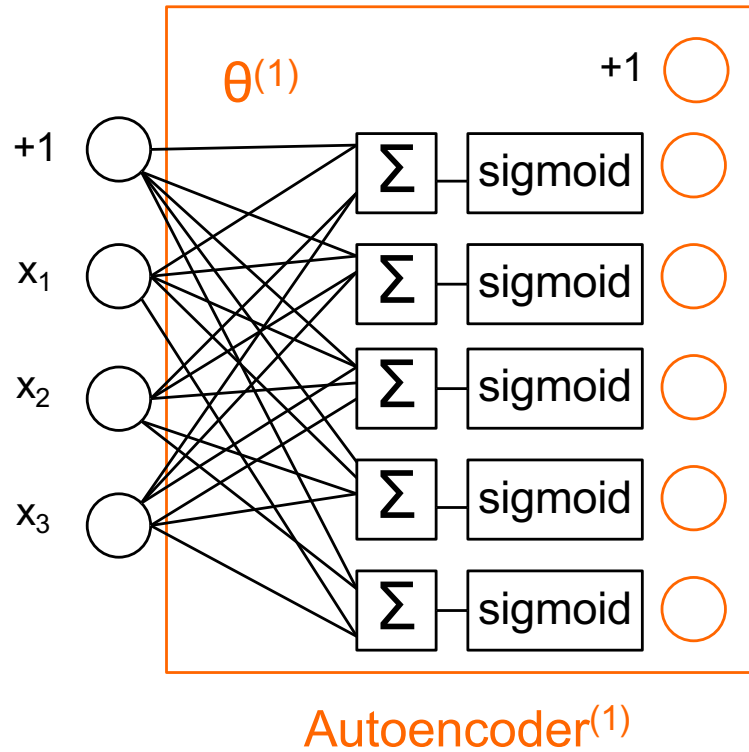 θ⁽¹⁾
+1
+1
Σ
sigmoid
x₁
Σ
sigmoid
x₂
Σ
sigmoid
x₃
Σ
sigmoid
Σ
sigmoid
Autoencoder⁽¹⁾